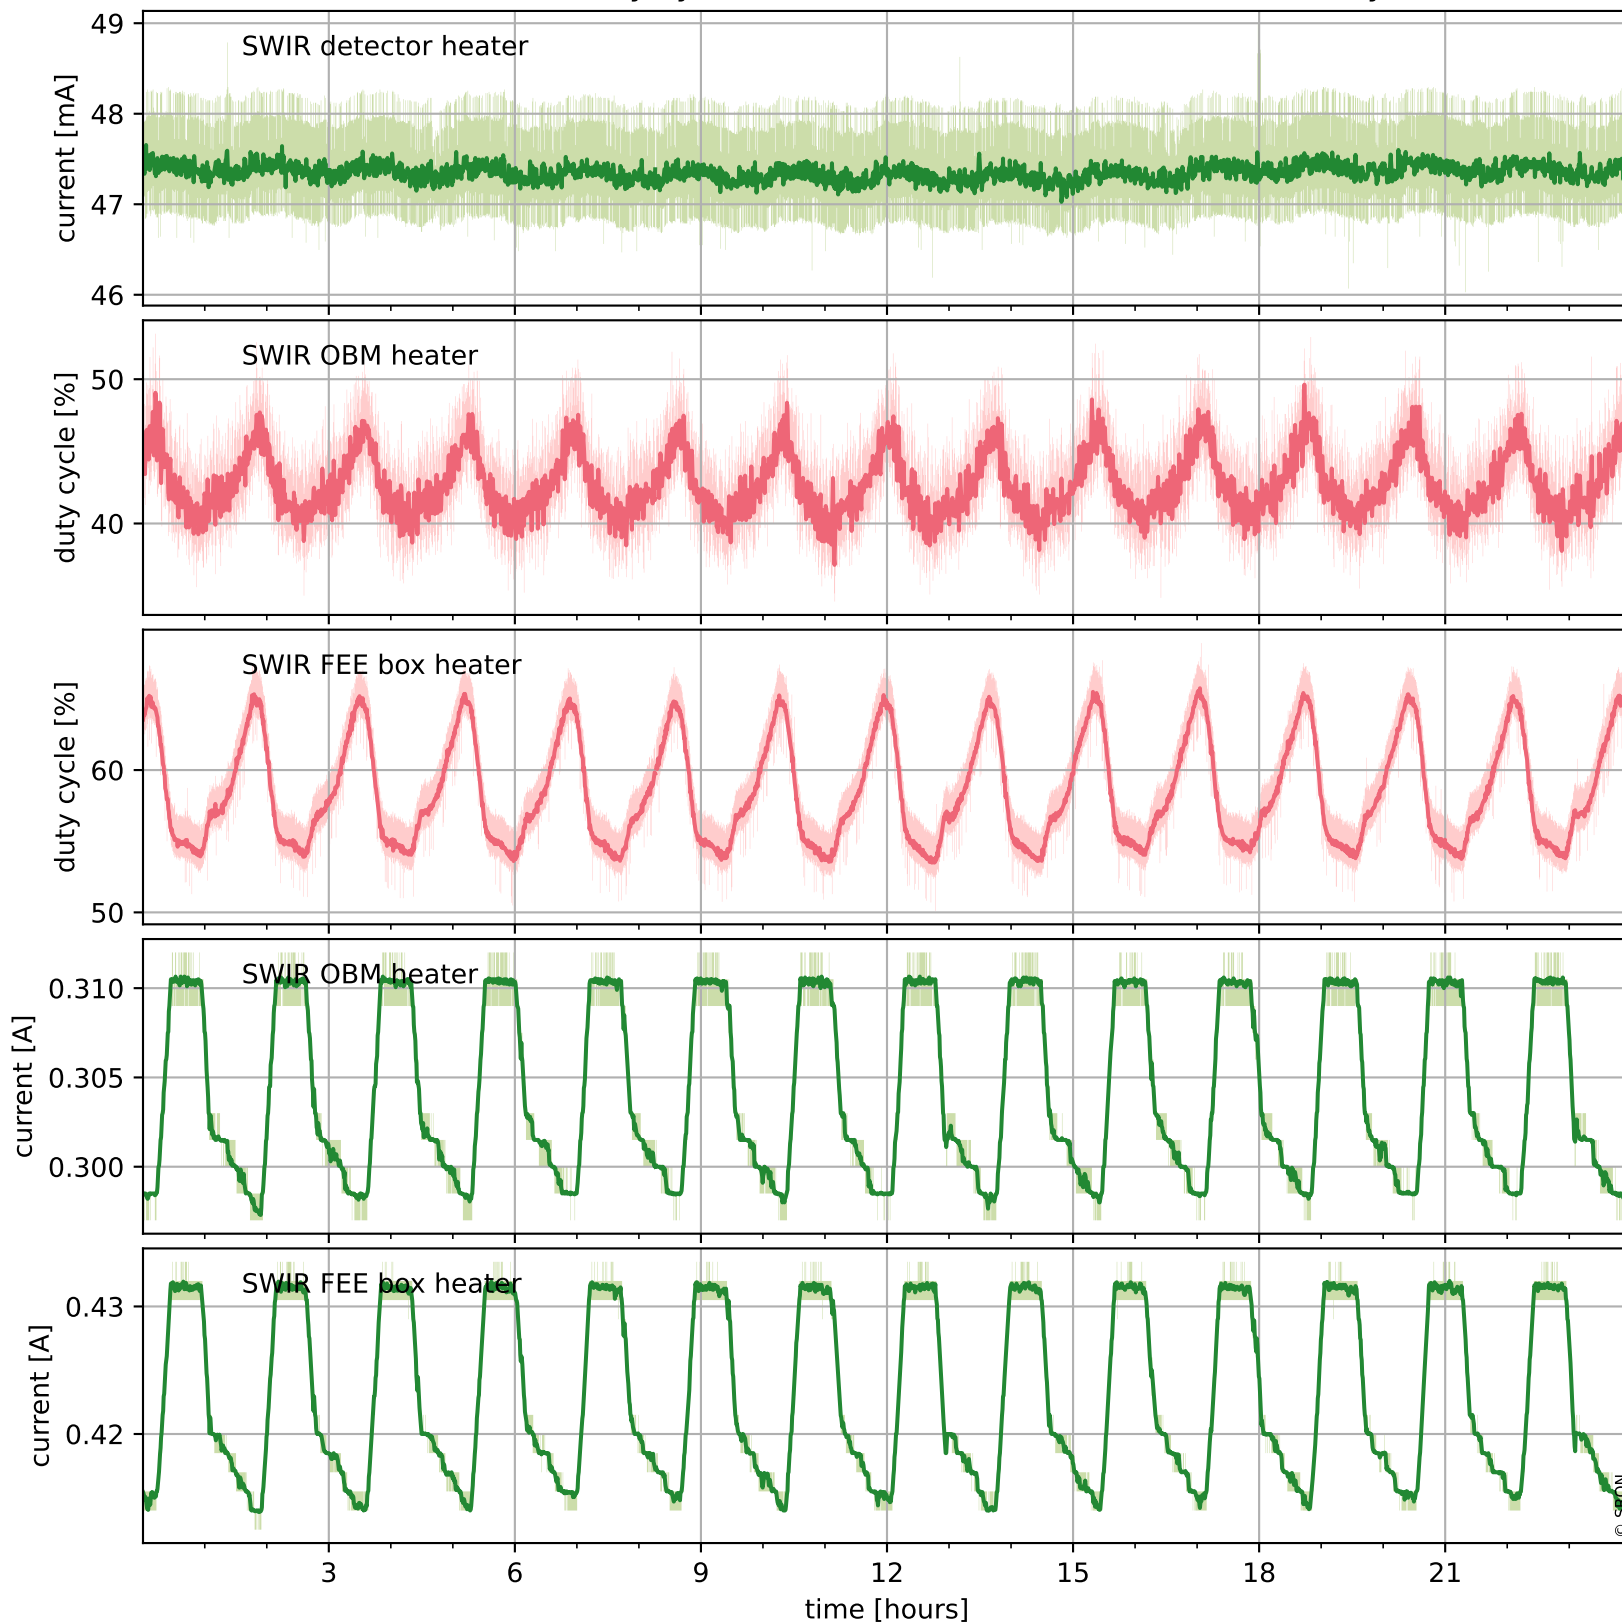 49
SWIR detector heater
48
current [mA]
47
46
SWIR OBM heater
50
duty cycle [%]
40
SWIR FEE box heater
60
duty cycle [%]
50
SWIR OBM heater
0.310
0.305
current [A]
0.300
SWIR FEE box heater
0.43
current [A]
0.42
© SRON
3 6 9 12 15 18 21
time [hours]